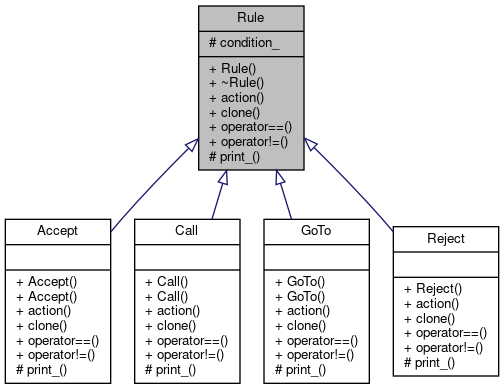 Rule
# condition_
+ Rule()
+ ~Rule()
+ action()
+ clone()
+ operator==()
+ operator!=()
# print_()
Accept
+ Accept()
+ Accept()
+ action()
+ clone()
+ operator==()
+ operator!=()
# print_()
Call
+ Call()
+ Call()
+ action()
+ clone()
+ operator==()
+ operator!=()
# print_()
GoTo
+ GoTo()
+ GoTo()
+ action()
+ clone()
+ operator==()
+ operator!=()
# print_()
Reject
+ Reject()
+ action()
+ clone()
+ operator==()
+ operator!=()
# print_()